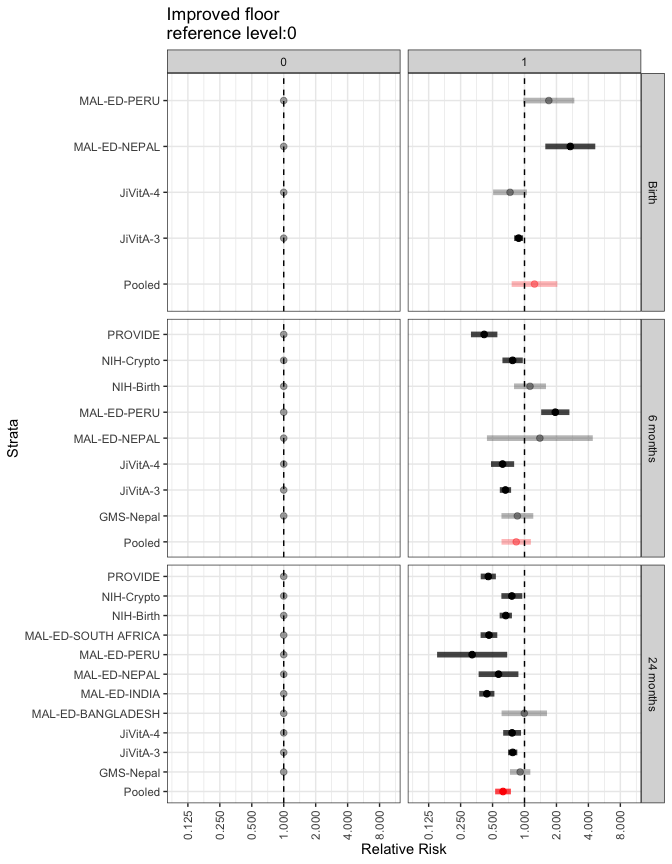 Improved floor
reference level:0
0
1
MAL-ED-PERU
MAL-ED-NEPAL
JiVitA-4
JiVitA-3
Pooled
Birth
PROVIDE
NIH-Crypto
NIH-Birth
MAL-ED-PERU
MAL-ED-NEPAL
JiVitA-4
JiVitA-3
GMS-Nepal
Pooled
6 months
PROVIDE
NIH-Crypto
NIH-Birth
MAL-ED-SOUTH AFRICA
MAL-ED-PERU
MAL-ED-NEPAL
MAL-ED-INDIA
MAL-ED-BANGLADESH
JiVitA-4
JiVitA-3
GMS-Nepal
Pooled
24 months
Strata
0.125
0.250
0.500
1.000
2.000
4.000
8.000
0.125
0.250
0.500
1.000
2.000
4.000
8.000
Relative Risk